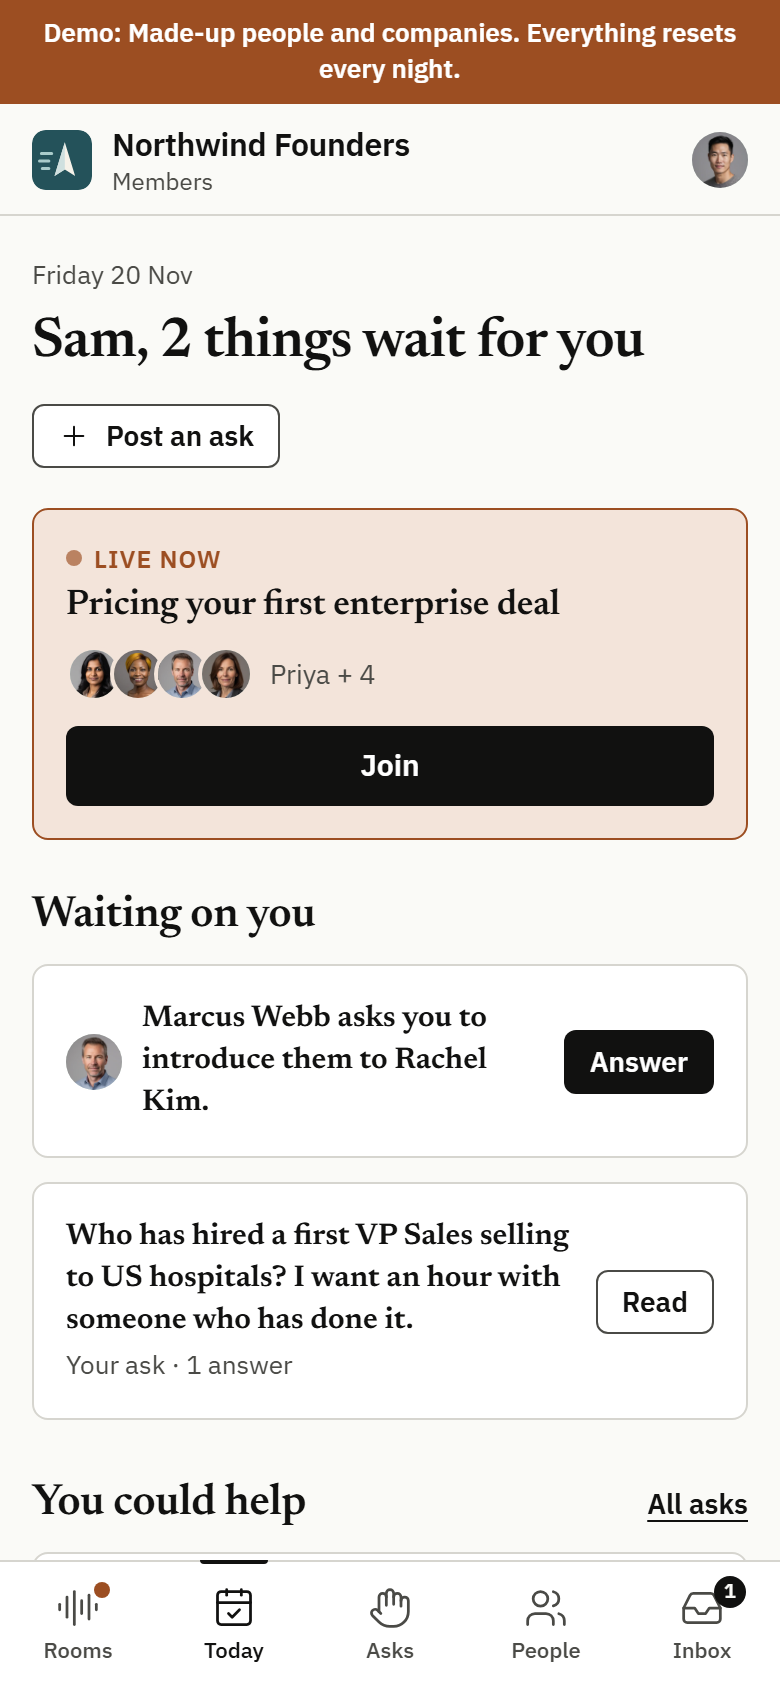 Demo: Made-up people and companies. Everything resets
every night.
Northwind Founders
Members
Friday 20 Nov
Sam, 2 things wait for you
Post an ask
LIVE NOW
Pricing your first enterprise deal
Priya + 4
Join
Waiting on you
Marcus Webb asks you to
introduce them to Rachel
Kim.
Answer
Who has hired a first VP Sales selling
to US hospitals? I want an hour with
someone who has done it.
Your ask · 1 answer
Read
You could help
All asks
Rooms
Today
Asks
People
1
Inbox